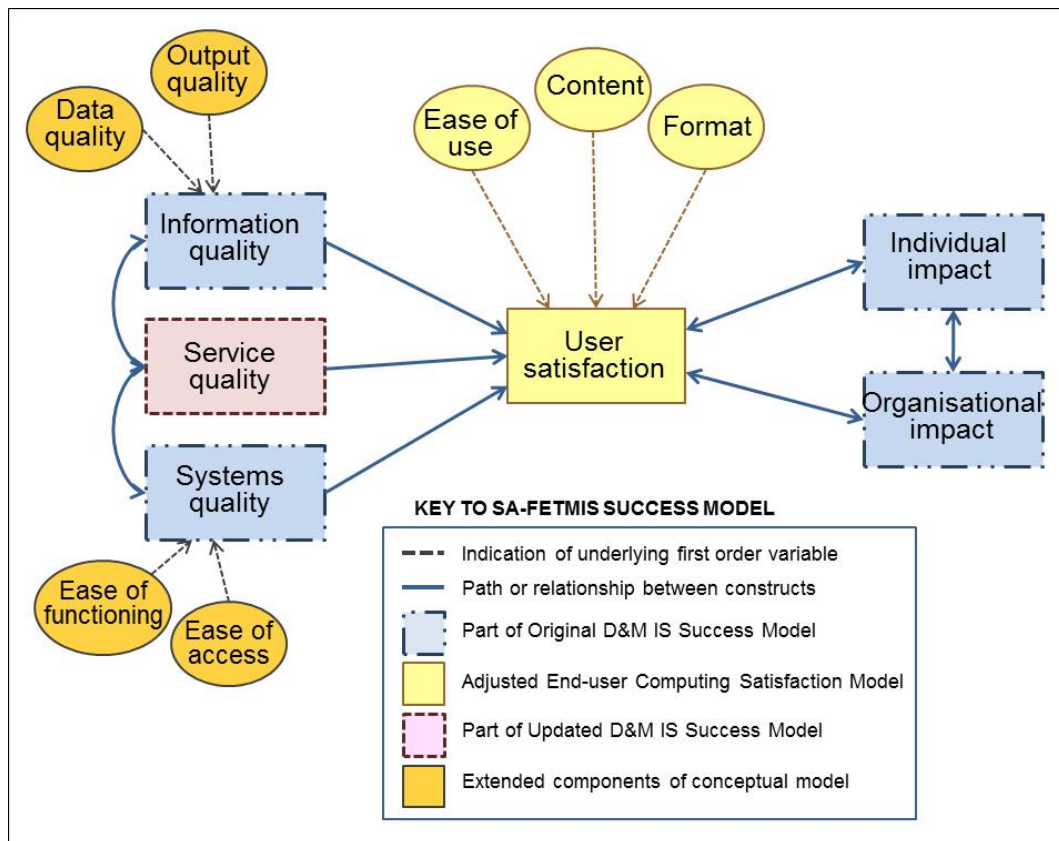 Output
quality
Data
quality
Content
Ease of
use
Format
Information
quality
Individual
impact
Service
quality
User
satisfaction
Organisational
impact
Systems
quality
Ease of
functioning
Ease of
access
KEY TO SA-FETMIS SUCCESS MODEL
Indication of underlying first order variable
Path or relationship between constructs
Part of Original D&M IS Success Model
Adjusted End-user Computing Satisfaction Model
Part of Updated D&M IS Success Model
Extended components of conceptual model